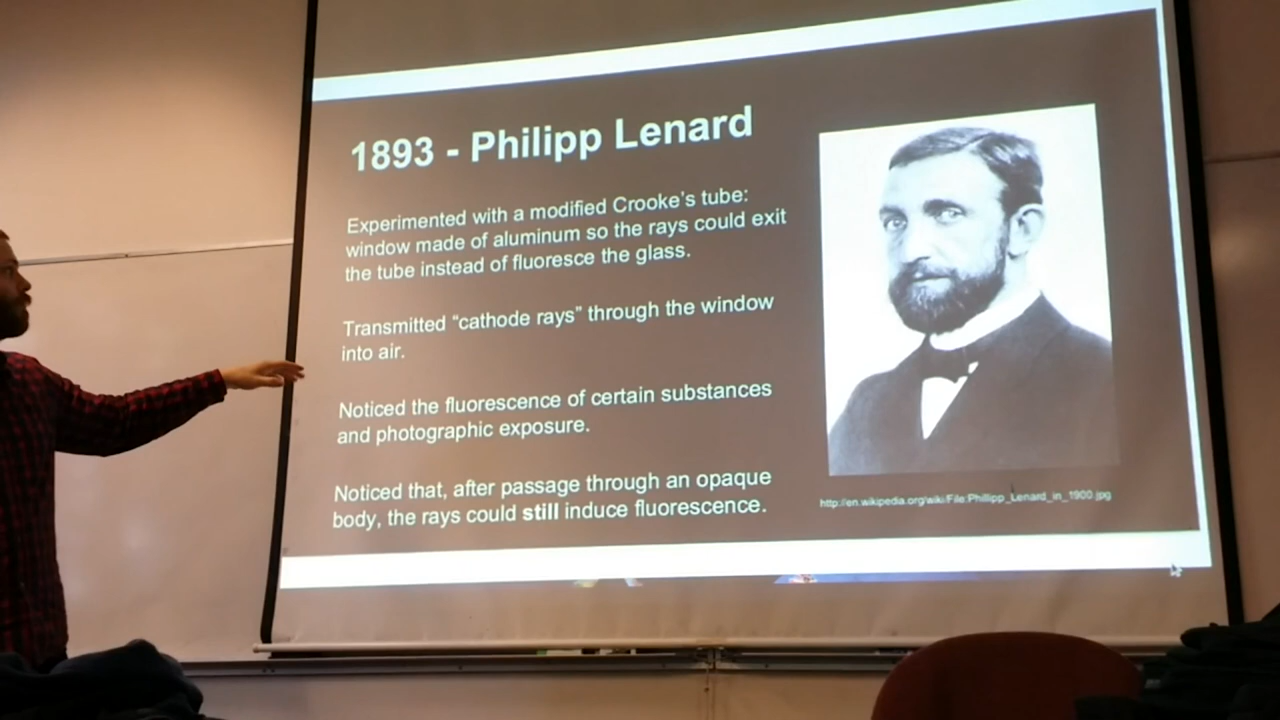 1893 - Philipp Lenard
Experimented with a modified Crooke's tube:
window made of aluminum so the rays could exit
the tube instead of fluoresce the glass.
Transmitted “cathode rays” through the window
into air.
Noticed the fluorescence of certain substances
and photographic exposure.
Noticed that, after passage through an opaque
body, the rays could still induce fluorescence.
http://en.wikipedia.org/wiki/File:Phillipp_Lenard_in_1900.jpg